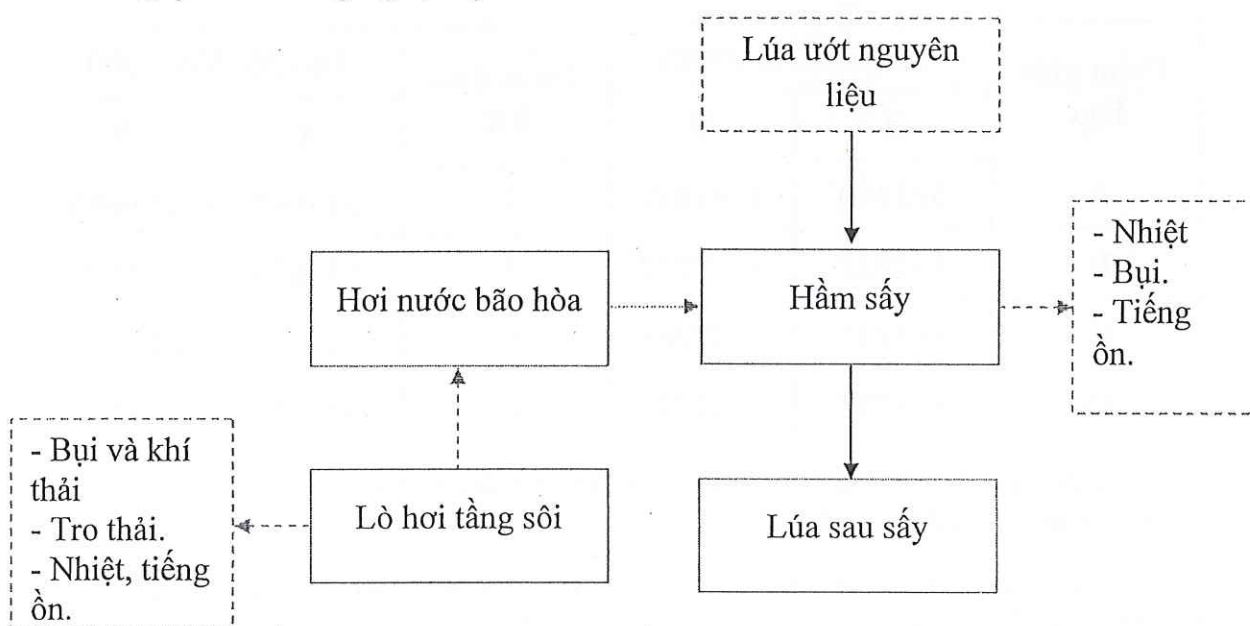 Lúa ướt nguyên
liệu
- Nhiệt
- Bụi.
- Tiếng
ồn.
Hơi nước bão hòa
Hầm sấy
- Bụi và khí
thải
- Tro thải.
- Nhiệt, tiếng
ồn.
Lò hơi tầng sôi
Lúa sau sấy